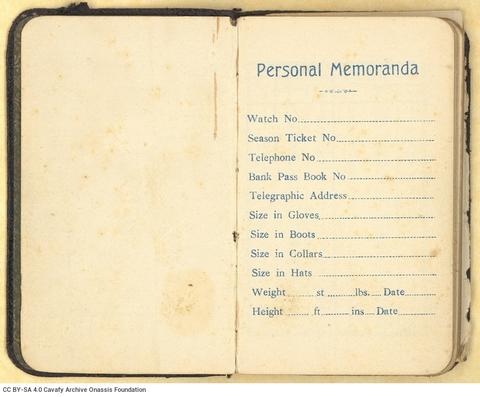 Personal Memoranda
Watch No
Season Ticket No
Telephone No
Bank Pass Book No
Telegraphic Address
Size in Gloves
Size in Boots
Size in Collars
Size in Hats
Weight st lbs. Date
Height ft ins Date
CC BY-SA 4.0 Cavafy Archive Onassis Foundation